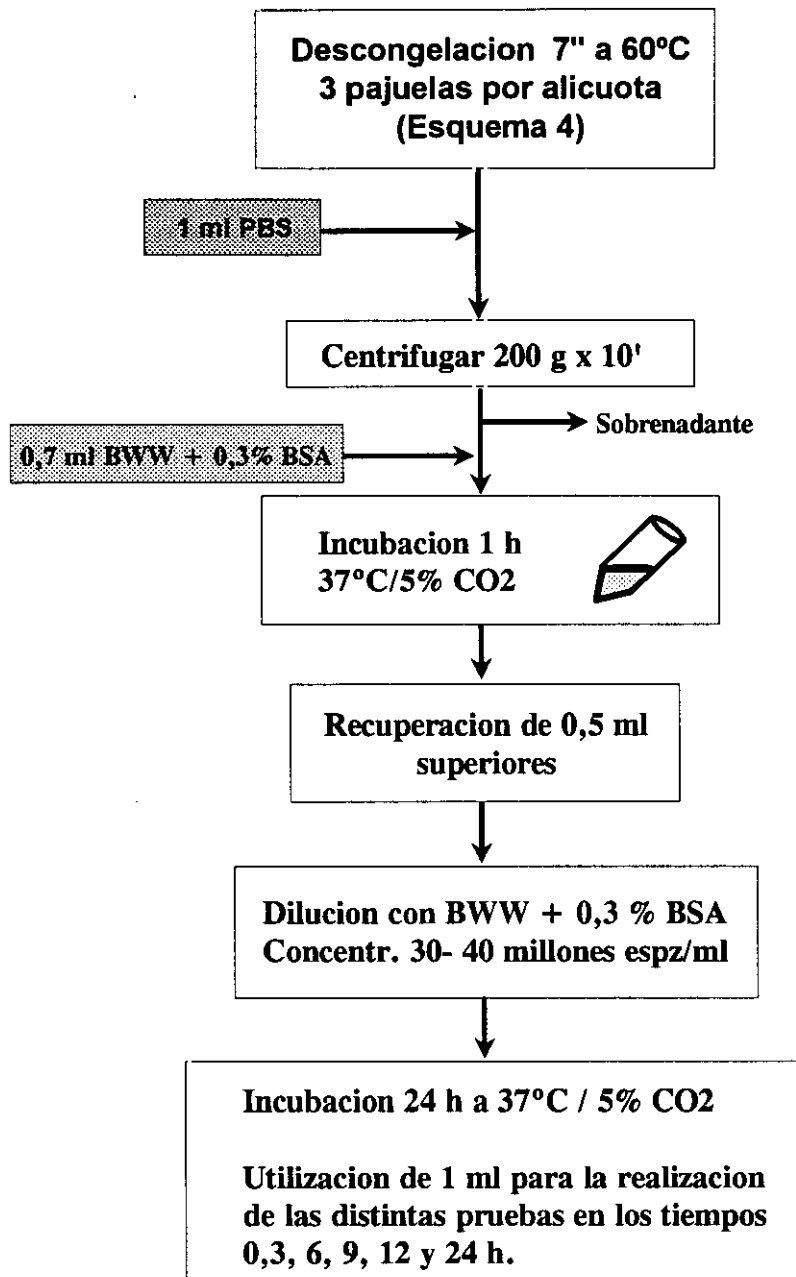 Descongelacion 7" a 60ºC
3 pajuelas por alicuota
(Esquema 4)
1 ml PBS
Centrifugar 200 g x 10'
Sobrenadante
0,7 ml BWW + 0,3% BSA
Incubacion 1 h
37ºC/5% CO2
Recuperacion de 0,5 ml
superiores
Dilucion con BWW + 0,3 % BSA
Concentr. 30- 40 millones espz/ml
Incubacion 24 h a 37ºC / 5% CO2
Utilizacion de 1 ml para la realizacion
de las distintas pruebas en los tiempos
0,3, 6, 9, 12 y 24 h.